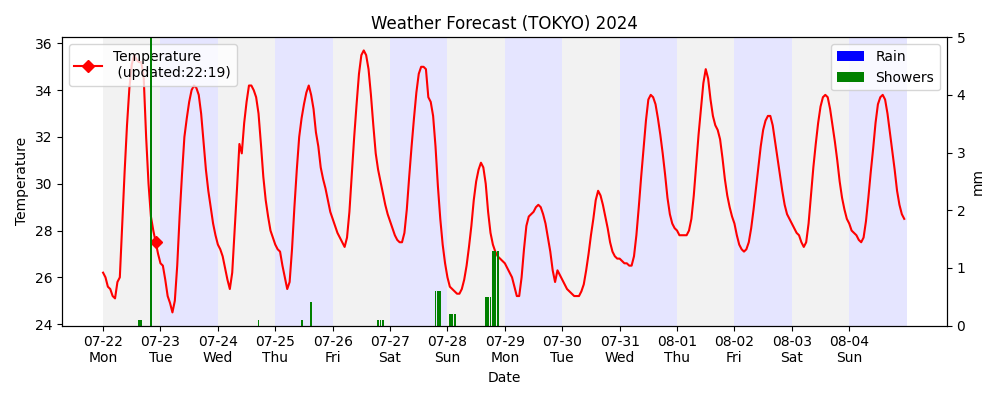 Weather Forecast (TOKYO) 2024
Temperature
(updated:22:19)
Rain
Showers
Temperature
36
34
32
30
28
26
24
5
4
3
2
1
0
mm
07-22 07-23 07-24 07-25 07-26 07-27 07-28 07-29 07-30 07-31 08-01 08-02 08-03 08-04
Mon Tue Wed Thu Fri Sat Sun Mon Tue Wed Thu Fri Sat Sun
Date